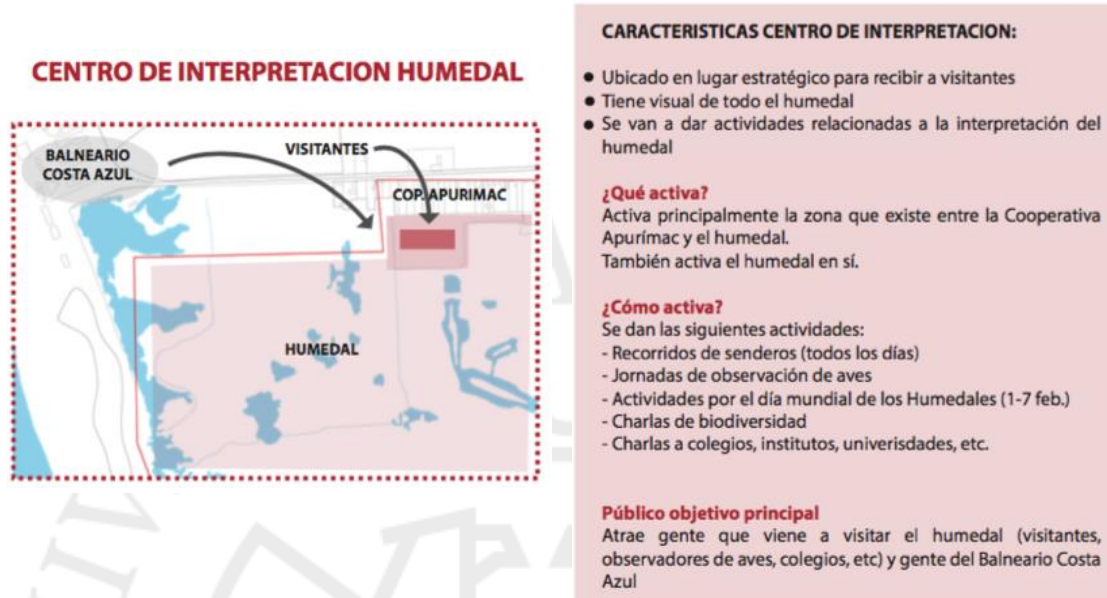 CENTRO DE INTERPRETACION HUMEDAL
BALNEARIO
COSTA AZUL
VISITANTES
COP. APURIMAC
HUMEDAL
CARACTERISTICAS CENTRO DE INTERPRETACION:
● Ubicado en lugar estratégico para recibir a visitantes
● Tiene visual de todo el humedal
● Se van a dar actividades relacionadas a la interpretación del
humedal
¿Qué activa?
Activa principalmente la zona que existe entre la Cooperativa
Apurímac y el humedal.
También activa el humedal en sí.
¿Cómo activa?
Se dan las siguientes actividades:
- Recorridos de senderos (todos los días)
- Jornadas de observación de aves
- Actividades por el día mundial de los Humedales (1-7 feb.)
- Charlas de biodiversidad
- Charlas a colegios, institutos, univerisdades, etc.
Público objetivo principal
Atrae gente que viene a visitar el humedal (visitantes,
observadores de aves, colegios, etc) y gente del Balneario Costa
Azul